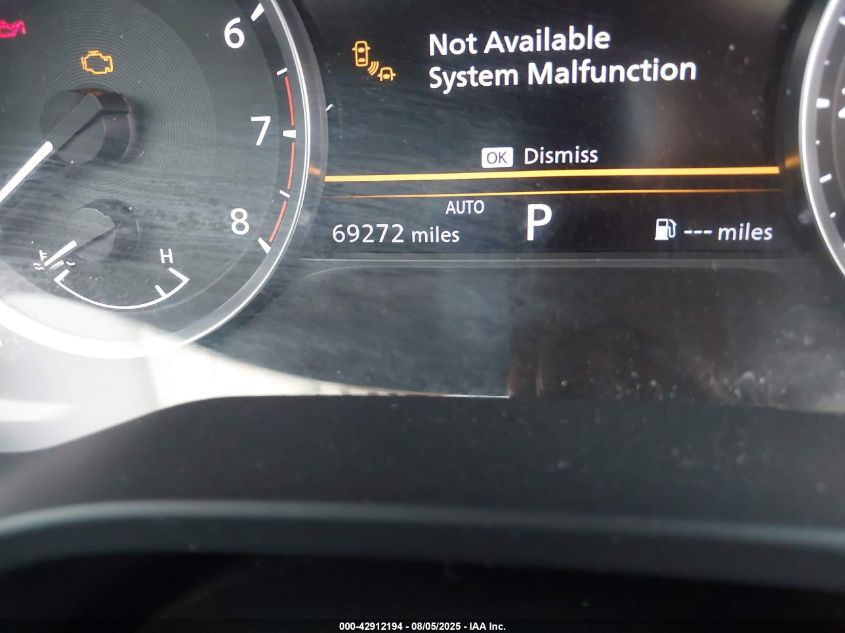 6
Not Available
System Malfunction
7
OK Dismiss
8
AUTO
69272 miles
P
--- miles
H
000-42912194 - 08/05/2025 - IAA Inc.